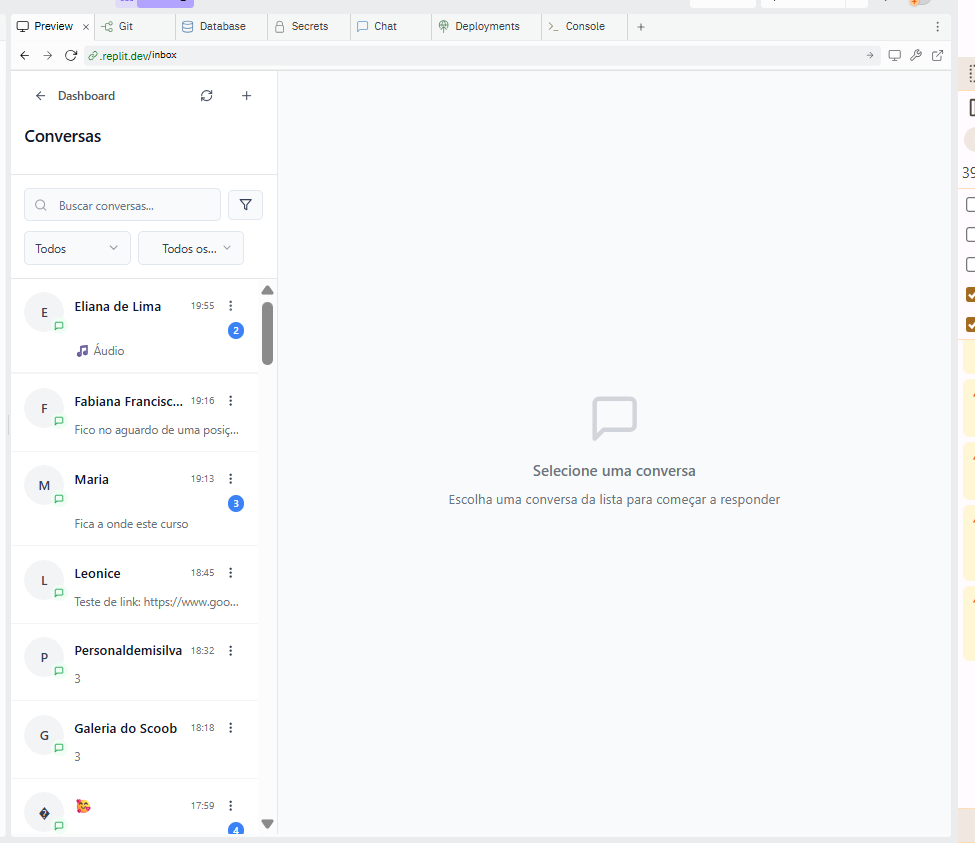 Preview
Git
Database
Secrets
Chat
Deployments
Console
.replit.dev/inbox
Dashboard
Conversas
Buscar conversas...
Todos
Todos os...
E
Eliana de Lima
19:55
2
🎵 Áudio
F
Fabiana Francisc...
19:16
Fico no aguardo de uma posiç...
M
Maria
19:13
3
Fica a onde este curso
L
Leonice
18:45
Teste de link: https://www.goo...
P
Personaldemisilva
18:32
3
G
Galeria do Scoob
18:18
3
�
🥰
17:59
4
Selecione uma conversa
Escolha uma conversa da lista para começar a responder
39